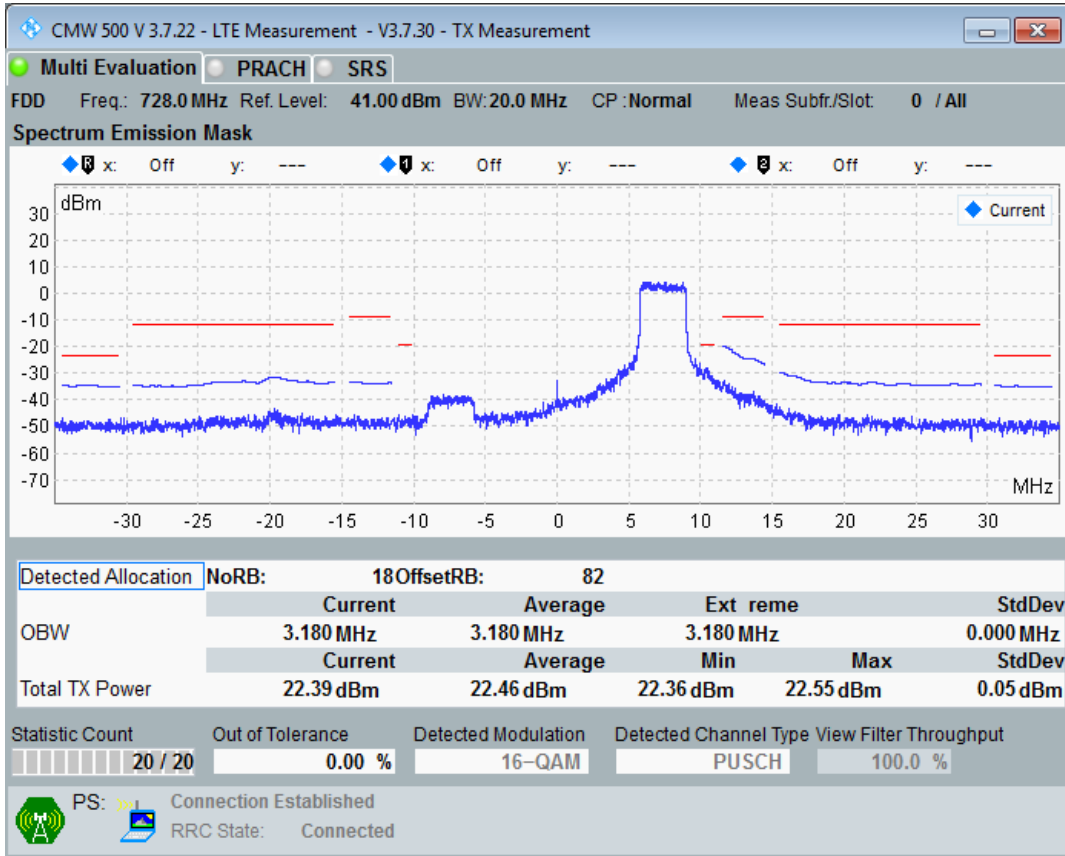 CMW 500 V 3.7.22 - LTE Measurement - V3.7.30 - TX Measurement
Multi Evaluation PRACH SRS
FDD Freq.: 728.0 MHz Ref. Level: 41.00 dBm BW: 20.0 MHz CP : Normal Meas Subfr./Slot: 0 / All
Spectrum Emission Mask
R x: Off y: --- 1 x: Off y: --- 2 x: Off y: ---
dBm
Current
30
20
10
0
-10
-20
-30
-40
-50
-60
-70
MHz
-30 -25 -20 -15 -10 -5 0 5 10 15 20 25 30
Detected Allocation NoRB: 18 OffsetRB: 82
Current Average Ext reme StdDev
OBW 3.180 MHz 3.180 MHz 3.180 MHz 0.000 MHz
Current Average Min Max StdDev
Total TX Power 22.39 dBm 22.46 dBm 22.36 dBm 22.55 dBm 0.05 dBm
Statistic Count Out of Tolerance Detected Modulation Detected Channel Type View Filter Throughput
20 / 20 0.00 % 16-QAM PUSCH 100.0 %
PS: Connection Established
RRC State: Connected